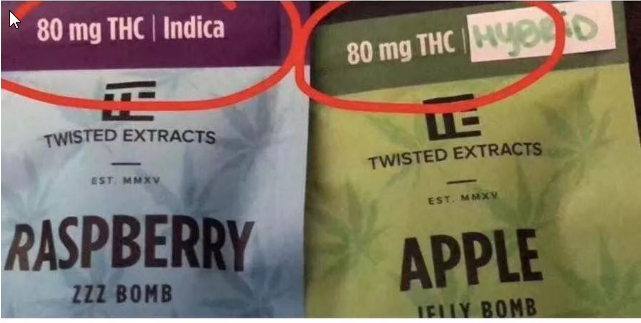 80 mg THC | Indica
TWISTED EXTRACTS
EST. MMXV
RASPBERRY
ZZZ BOMB
80 mg THC | HYBRiD
TWISTED EXTRACTS
EST. MMXV
APPLE
JELLY BOMB